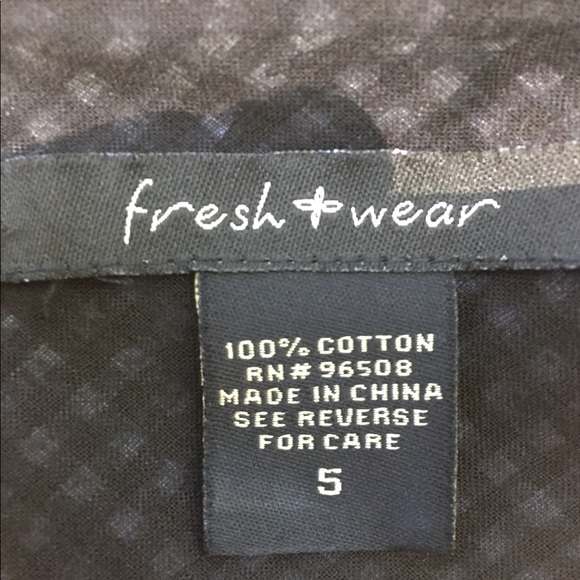 fresh+wear
100% COTTON
RN# 96508
MADE IN CHINA
SEE REVERSE
FOR CARE
5